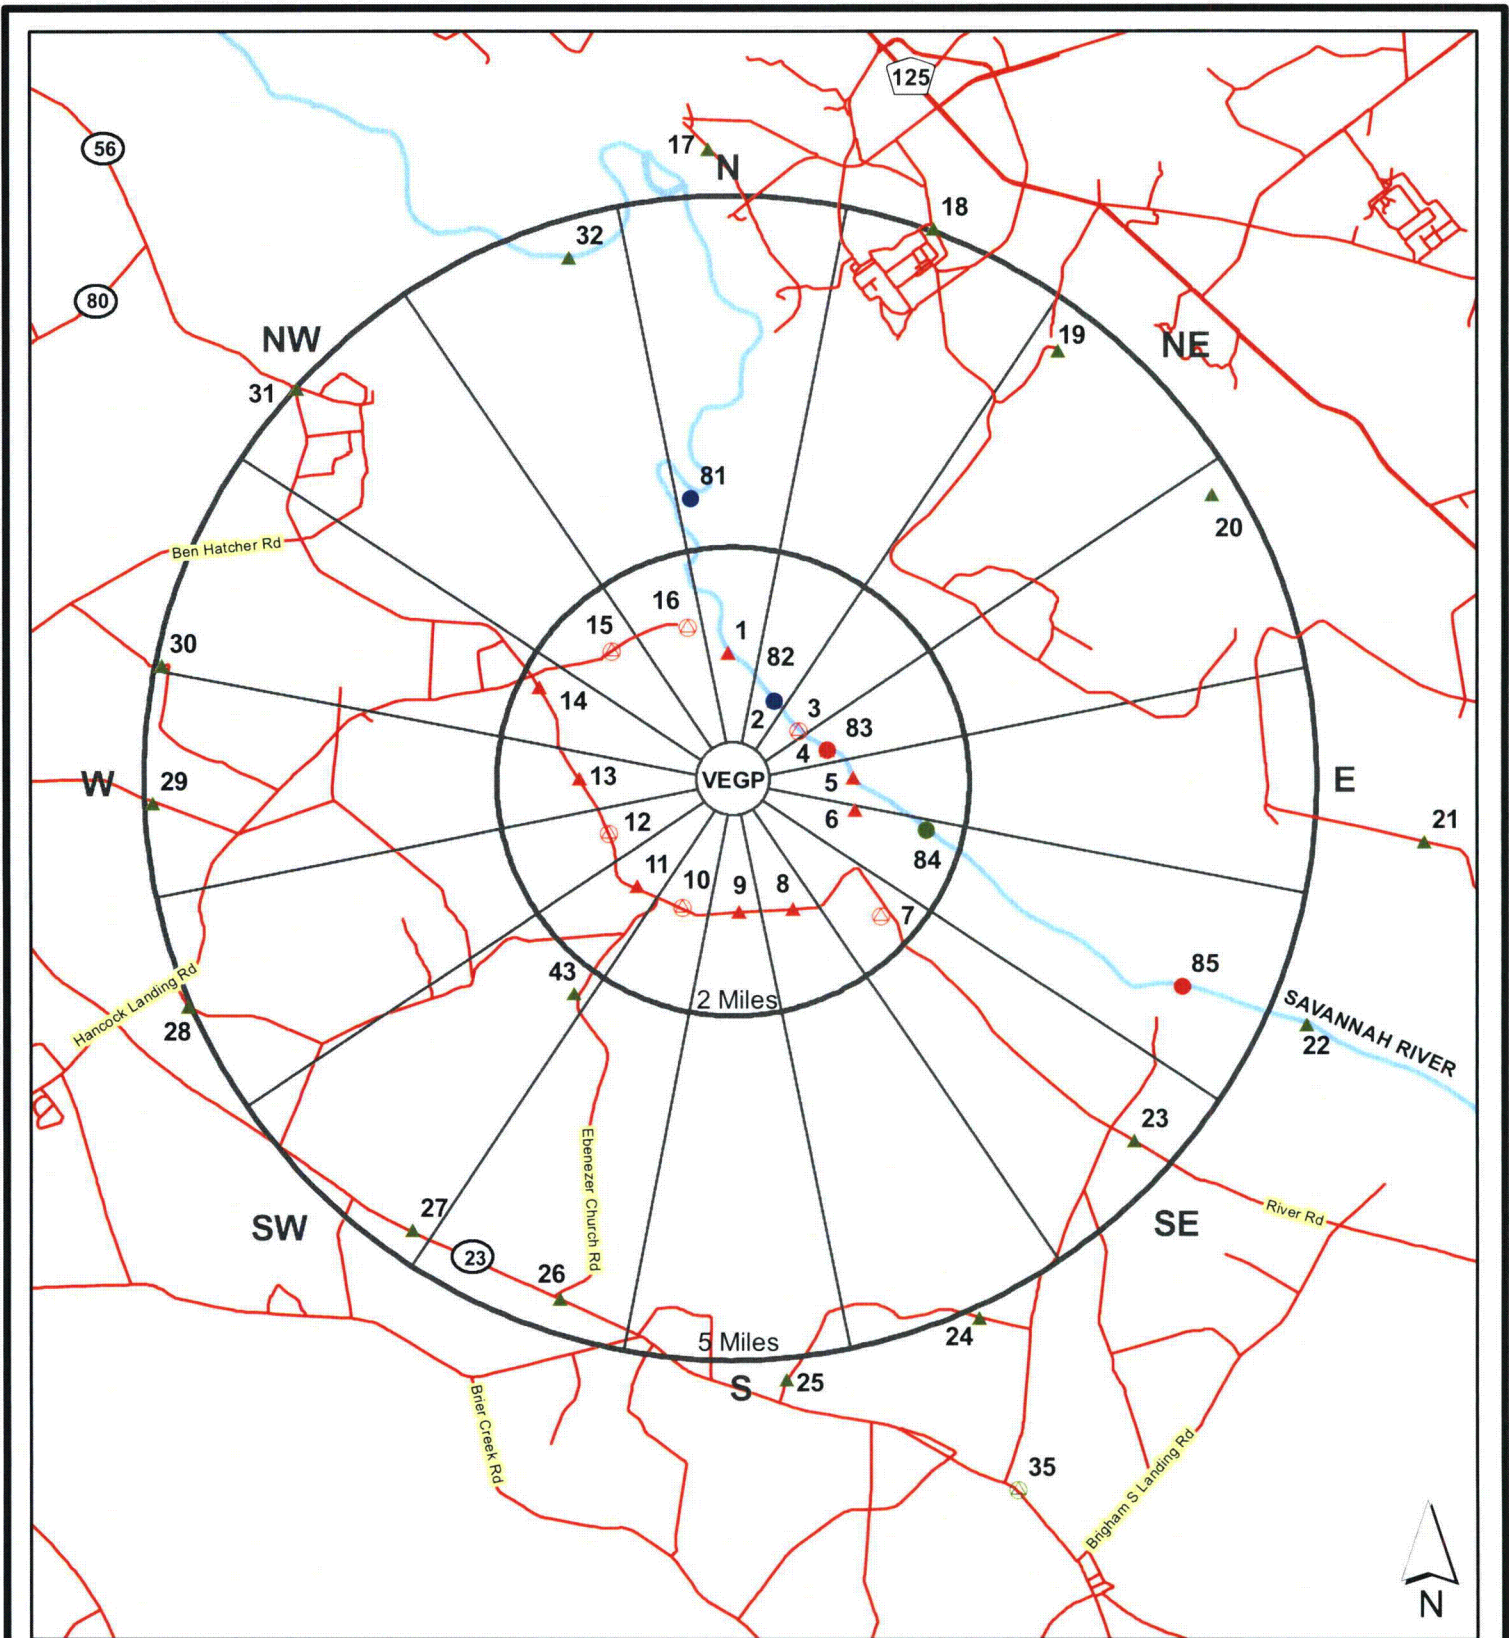 125
56
17
N
18
32
80
NW
19
NE
31
81
20
Ben Hatcher Rd
16
15
1
30
82
14
2
3
83
4
W
29
13
VEGP
5
E
12
6
21
84
11
10
9
8
7
43
2 Miles
85
Hancock Landing Rd
28
SAVANNAH RIVER
22
23
Ebenezer Church Rd
27
SW
SE
River Rd
23
26
5 Miles
24
S
25
Brier Creek Rd
35
Brigham S Landing Rd
N